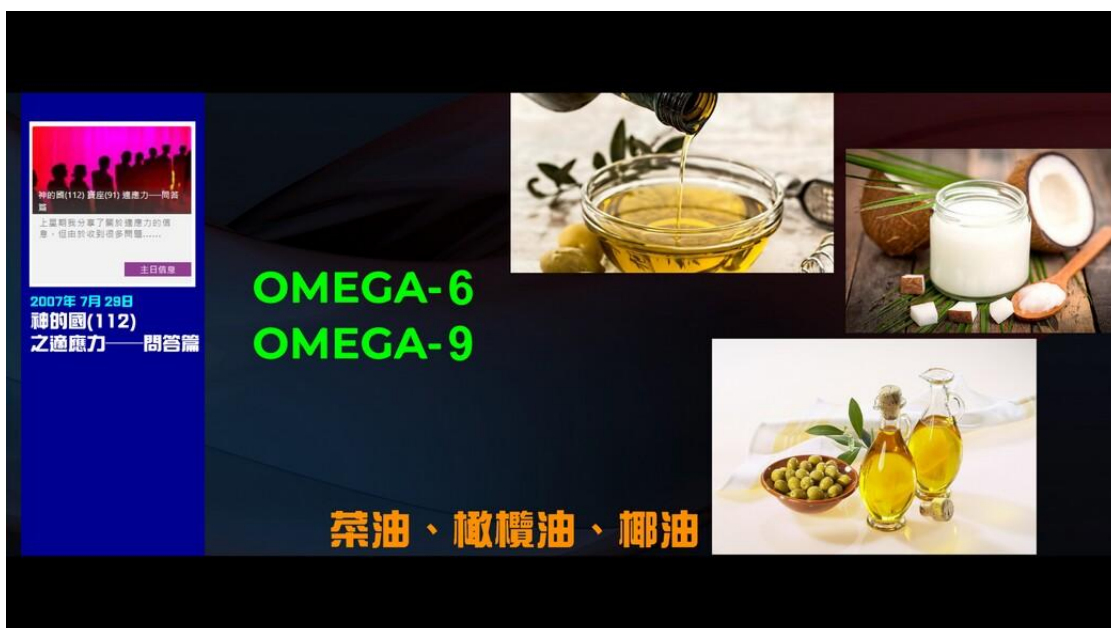 神的國(112) 寶座(91) 適應力──問答
篇
上星期我分享了關於適應力的信
息，但由於收到很多問題......
主日信息
2007年 7月 29日
神的國(112)
之適應力──問答篇
OMEGA-6
OMEGA-9
菜油、橄欖油、椰油